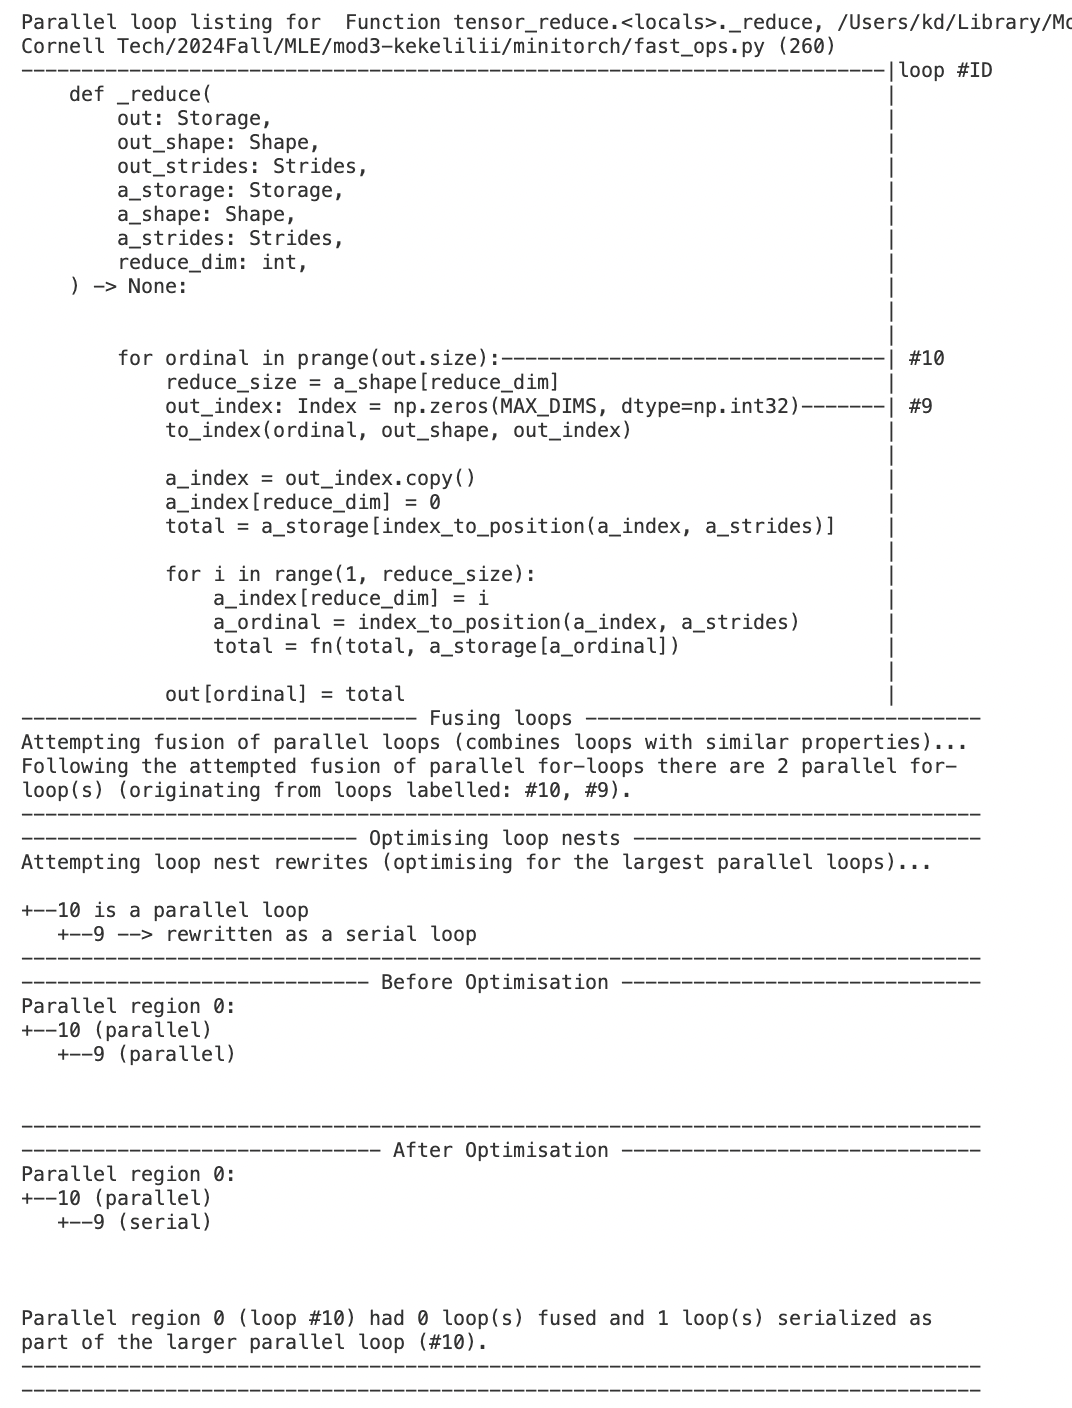 Parallel loop listing for  Function tensor_reduce.<locals>._reduce, /Users/kd/Library/Mo
Cornell Tech/2024Fall/MLE/mod3-kekelilii/minitorch/fast_ops.py (260)
------------------------------------------------------------------------|loop #ID
    def _reduce(                                                        |
        out: Storage,                                                   |
        out_shape: Shape,                                               |
        out_strides: Strides,                                           |
        a_storage: Storage,                                             |
        a_shape: Shape,                                                 |
        a_strides: Strides,                                             |
        reduce_dim: int,                                                |
    ) -> None:                                                          |
                                                                        |
                                                                        |
        for ordinal in prange(out.size):--------------------------------| #10
            reduce_size = a_shape[reduce_dim]                           |
            out_index: Index = np.zeros(MAX_DIMS, dtype=np.int32)-------| #9
            to_index(ordinal, out_shape, out_index)                     |
                                                                        |
            a_index = out_index.copy()                                  |
            a_index[reduce_dim] = 0                                     |
            total = a_storage[index_to_position(a_index, a_strides)]    |
                                                                        |
            for i in range(1, reduce_size):                             |
                a_index[reduce_dim] = i                                 |
                a_ordinal = index_to_position(a_index, a_strides)       |
                total = fn(total, a_storage[a_ordinal])                 |
                                                                        |
            out[ordinal] = total                                        |
--------------------------------- Fusing loops ---------------------------------
Attempting fusion of parallel loops (combines loops with similar properties)...
Following the attempted fusion of parallel for-loops there are 2 parallel for-
loop(s) (originating from loops labelled: #10, #9).
--------------------------------------------------------------------------------
---------------------------- Optimising loop nests -----------------------------
Attempting loop nest rewrites (optimising for the largest parallel loops)...

+--10 is a parallel loop
   +--9 --> rewritten as a serial loop
--------------------------------------------------------------------------------
----------------------------- Before Optimisation ------------------------------
Parallel region 0:
+--10 (parallel)
   +--9 (parallel)


--------------------------------------------------------------------------------
------------------------------ After Optimisation ------------------------------
Parallel region 0:
+--10 (parallel)
   +--9 (serial)



Parallel region 0 (loop #10) had 0 loop(s) fused and 1 loop(s) serialized as
part of the larger parallel loop (#10).
--------------------------------------------------------------------------------
--------------------------------------------------------------------------------